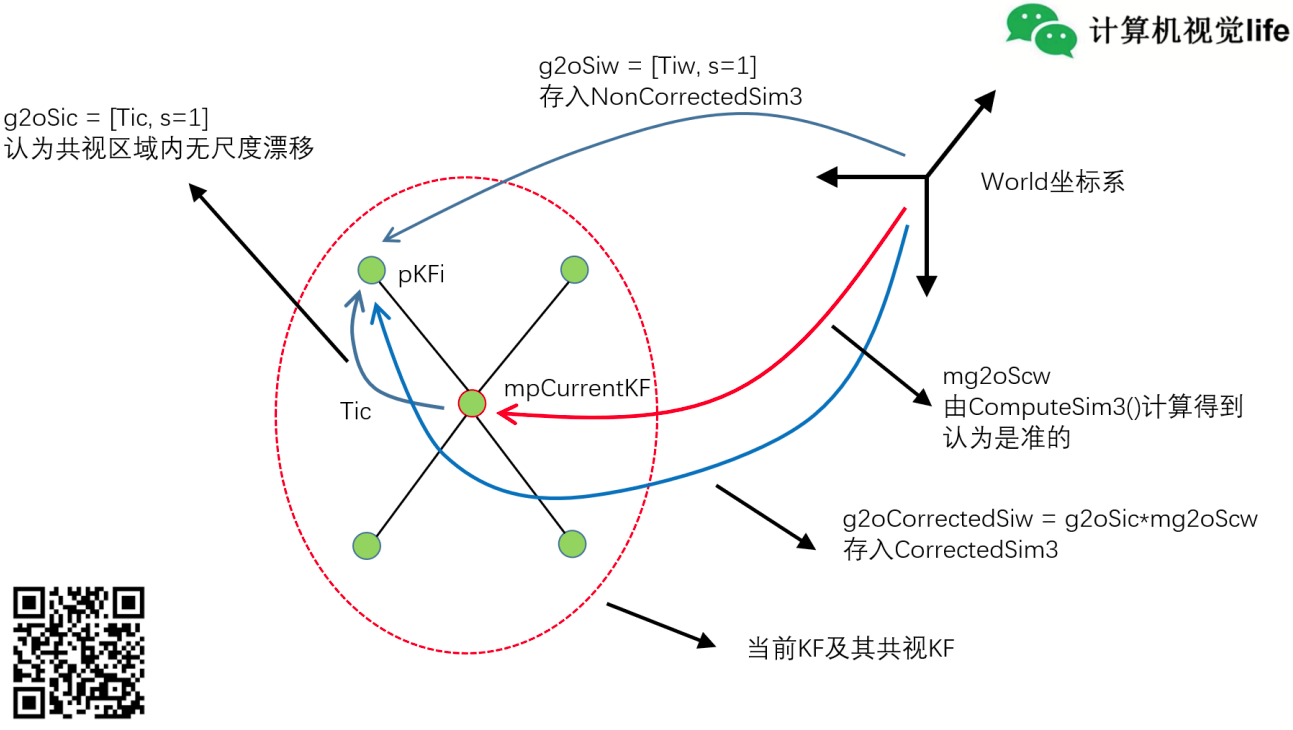 计算机视觉life
g2oSiw = [Tiw, s=1]
存入NonCorrectedSim3
g2oSic = [Tic, s=1]
认为共视区域内无尺度漂移
World坐标系
pKFi
mpCurrentKF
Tic
mg2oScw
由ComputeSim3()计算得到
认为是准的
g2oCorrectedSiw = g2oSic*mg2oScw
存入CorrectedSim3
当前KF及其共视KF